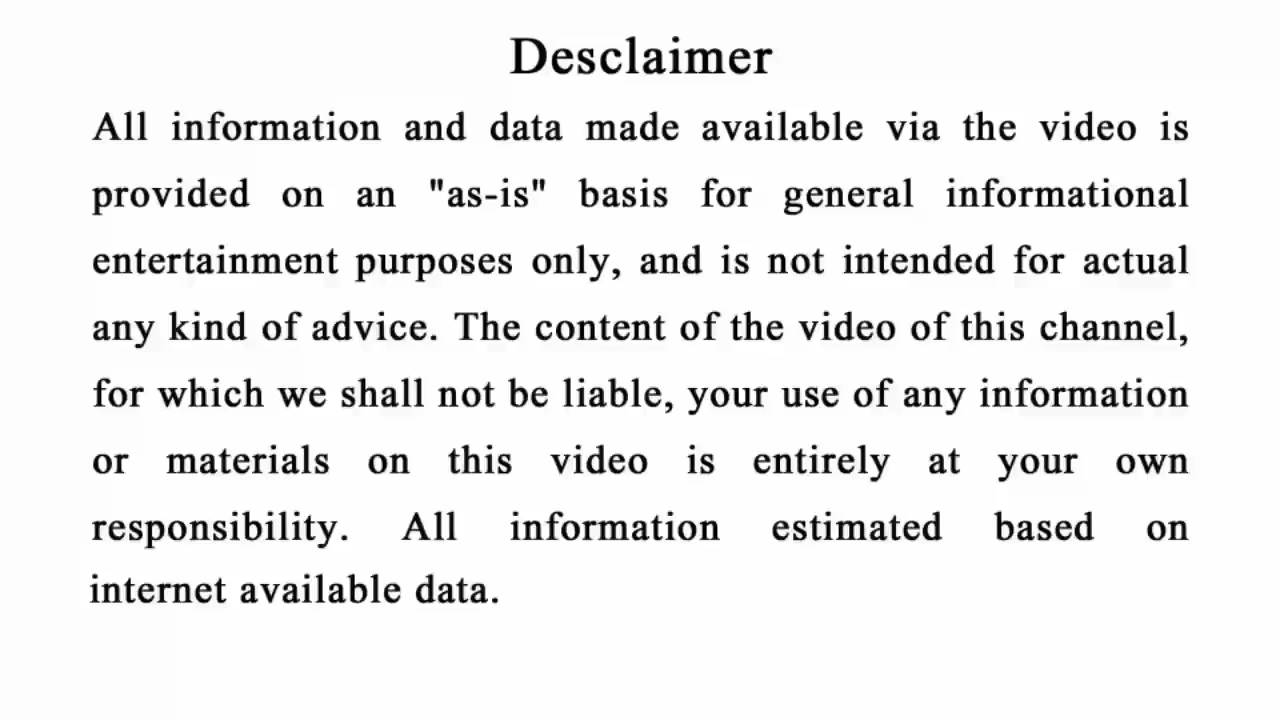 Desclaimer
All information and data made available via the video is
provided on an "as-is" basis for general informational
entertainment purposes only, and is not intended for actual
any kind of advice. The content of the video of this channel,
for which we shall not be liable, your use of any information
or materials on this video is entirely at your own
responsibility. All information estimated based on
internet available data.